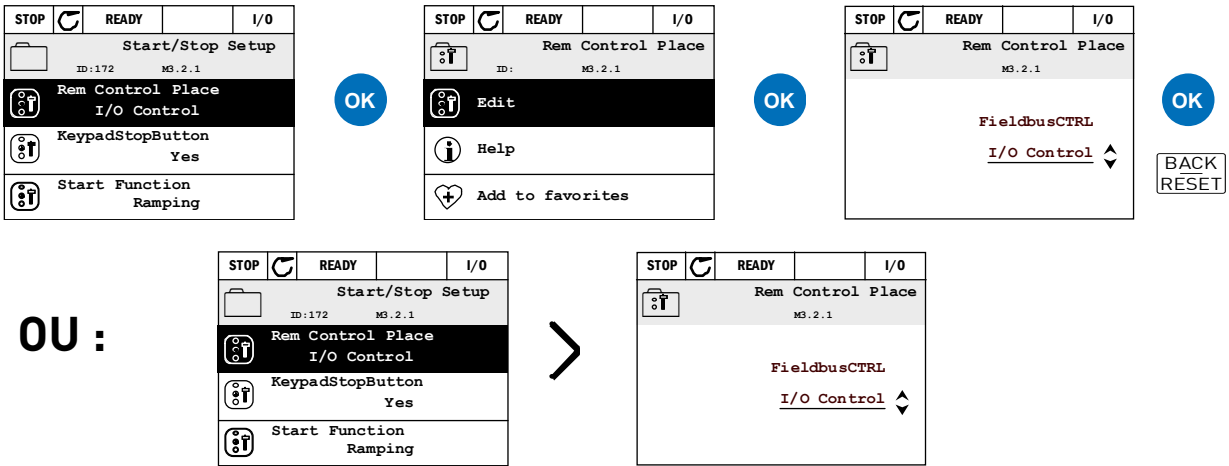 STOP READY I/O
Start/Stop Setup
ID:172 M3.2.1
Rem Control Place
I/O Control
KeypadStopButton
Yes
Start Function
Ramping
OK
STOP READY I/O
Rem Control Place
ID: M3.2.1
Edit
Help
Add to favorites
OK
STOP READY I/O
Rem Control Place
M3.2.1
FieldbusCTRL
I/O Control
OK
BACK
RESET
OU:
STOP READY I/O
Start/Stop Setup
ID:172 M3.2.1
Rem Control Place
I/O Control
KeypadStopButton
Yes
Start Function
Ramping
STOP READY I/O
Rem Control Place
M3.2.1
FieldbusCTRL
I/O Control